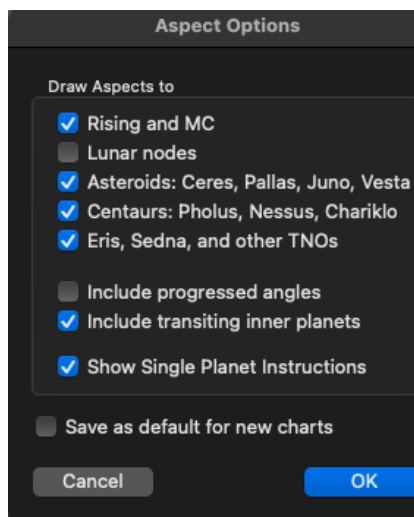 Aspect Options
Draw Aspects to
Rising and MC
Lunar nodes
Asteroids: Ceres, Pallas, Juno, Vesta
Centaurs: Pholus, Nessus, Chariklo
Eris, Sedna, and other TNOs
Include progressed angles
Include transiting inner planets
Show Single Planet Instructions
Save as default for new charts
Cancel
OK